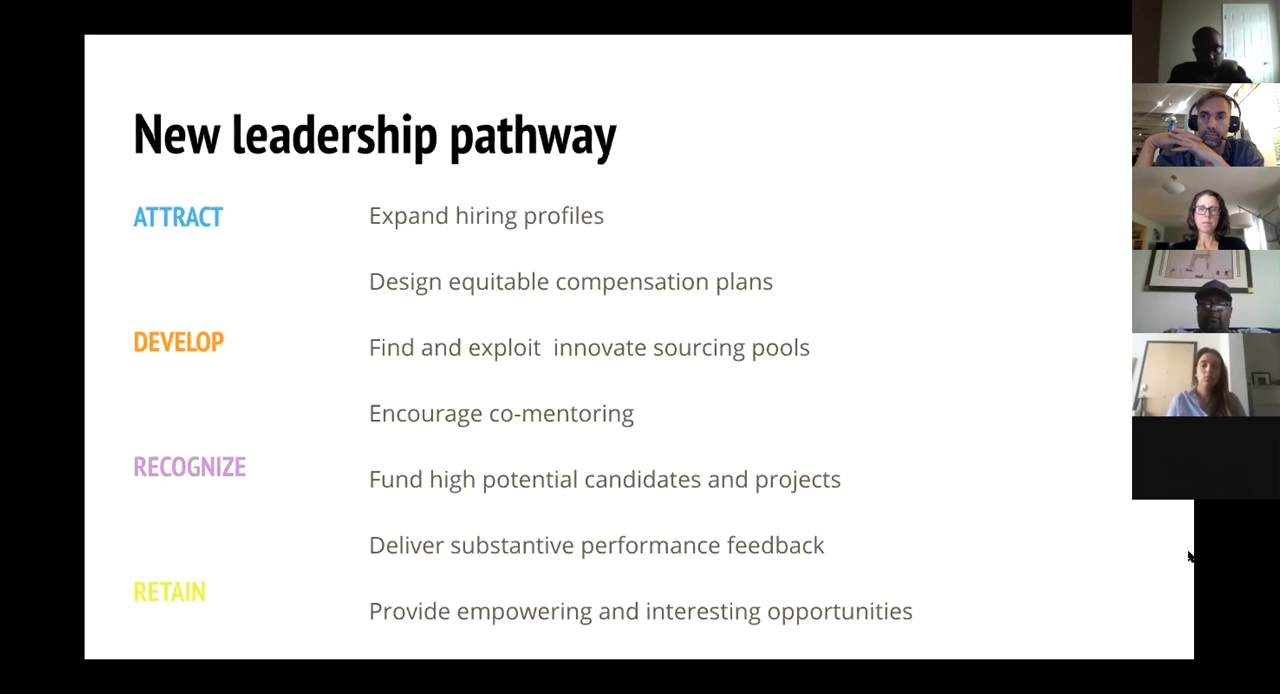 New leadership pathway
ATTRACT
Expand hiring profiles
Design equitable compensation plans
DEVELOP
Find and exploit  innovate sourcing pools
Encourage co-mentoring
RECOGNIZE
Fund high potential candidates and projects
Deliver substantive performance feedback
RETAIN
Provide empowering and interesting opportunities